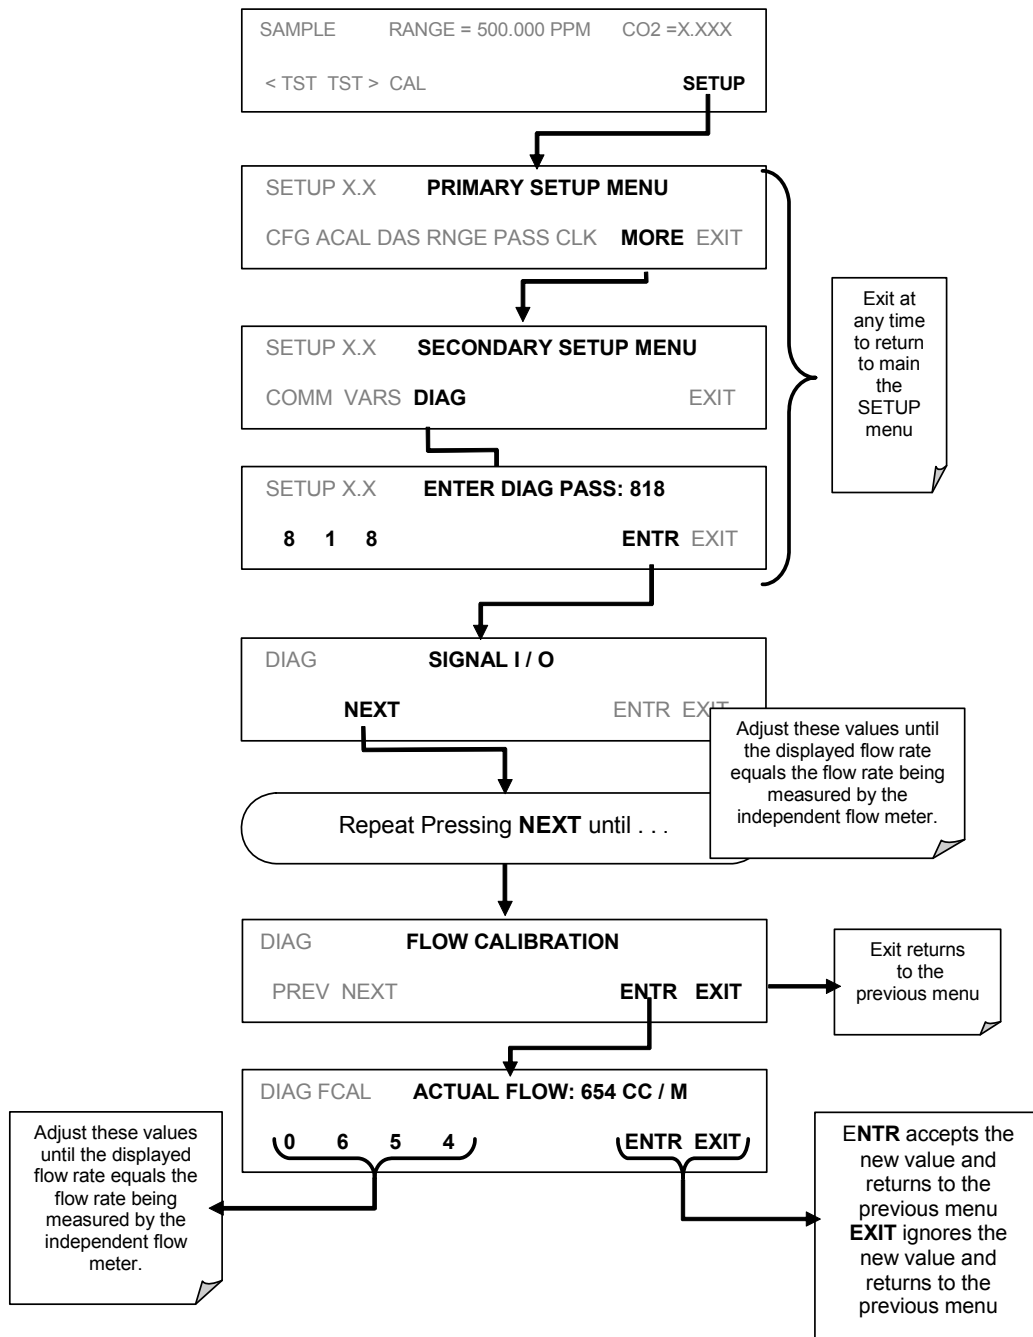 SAMPLE RANGE = 500.000 PPM CO2 =X.XXX
< TST TST > CAL SETUP
SETUP X.X PRIMARY SETUP MENU
CFG ACAL DAS RNGE PASS CLK MORE EXIT
Exit at
any time
to return
to main
the
SETUP
menu
SETUP X.X SECONDARY SETUP MENU
COMM VARS DIAG EXIT
SETUP X.X ENTER DIAG PASS: 818
8 1 8 ENTR EXIT
DIAG SIGNAL I / O
NEXT ENTR EXIT
Adjust these values until
the displayed flow rate
equals the flow rate being
measured by the
independent flow meter.
Repeat Pressing NEXT until . . .
DIAG FLOW CALIBRATION
PREV NEXT ENTR EXIT
Exit returns
to the
previous menu
DIAG FCAL ACTUAL FLOW: 654 CC / M
0 6 5 4 ENTR EXIT
Adjust these values
until the displayed
flow rate equals the
flow rate being
measured by the
independent flow
meter.
ENTR accepts the
new value and
returns to the
previous menu
EXIT ignores the
new value and
returns to the
previous menu